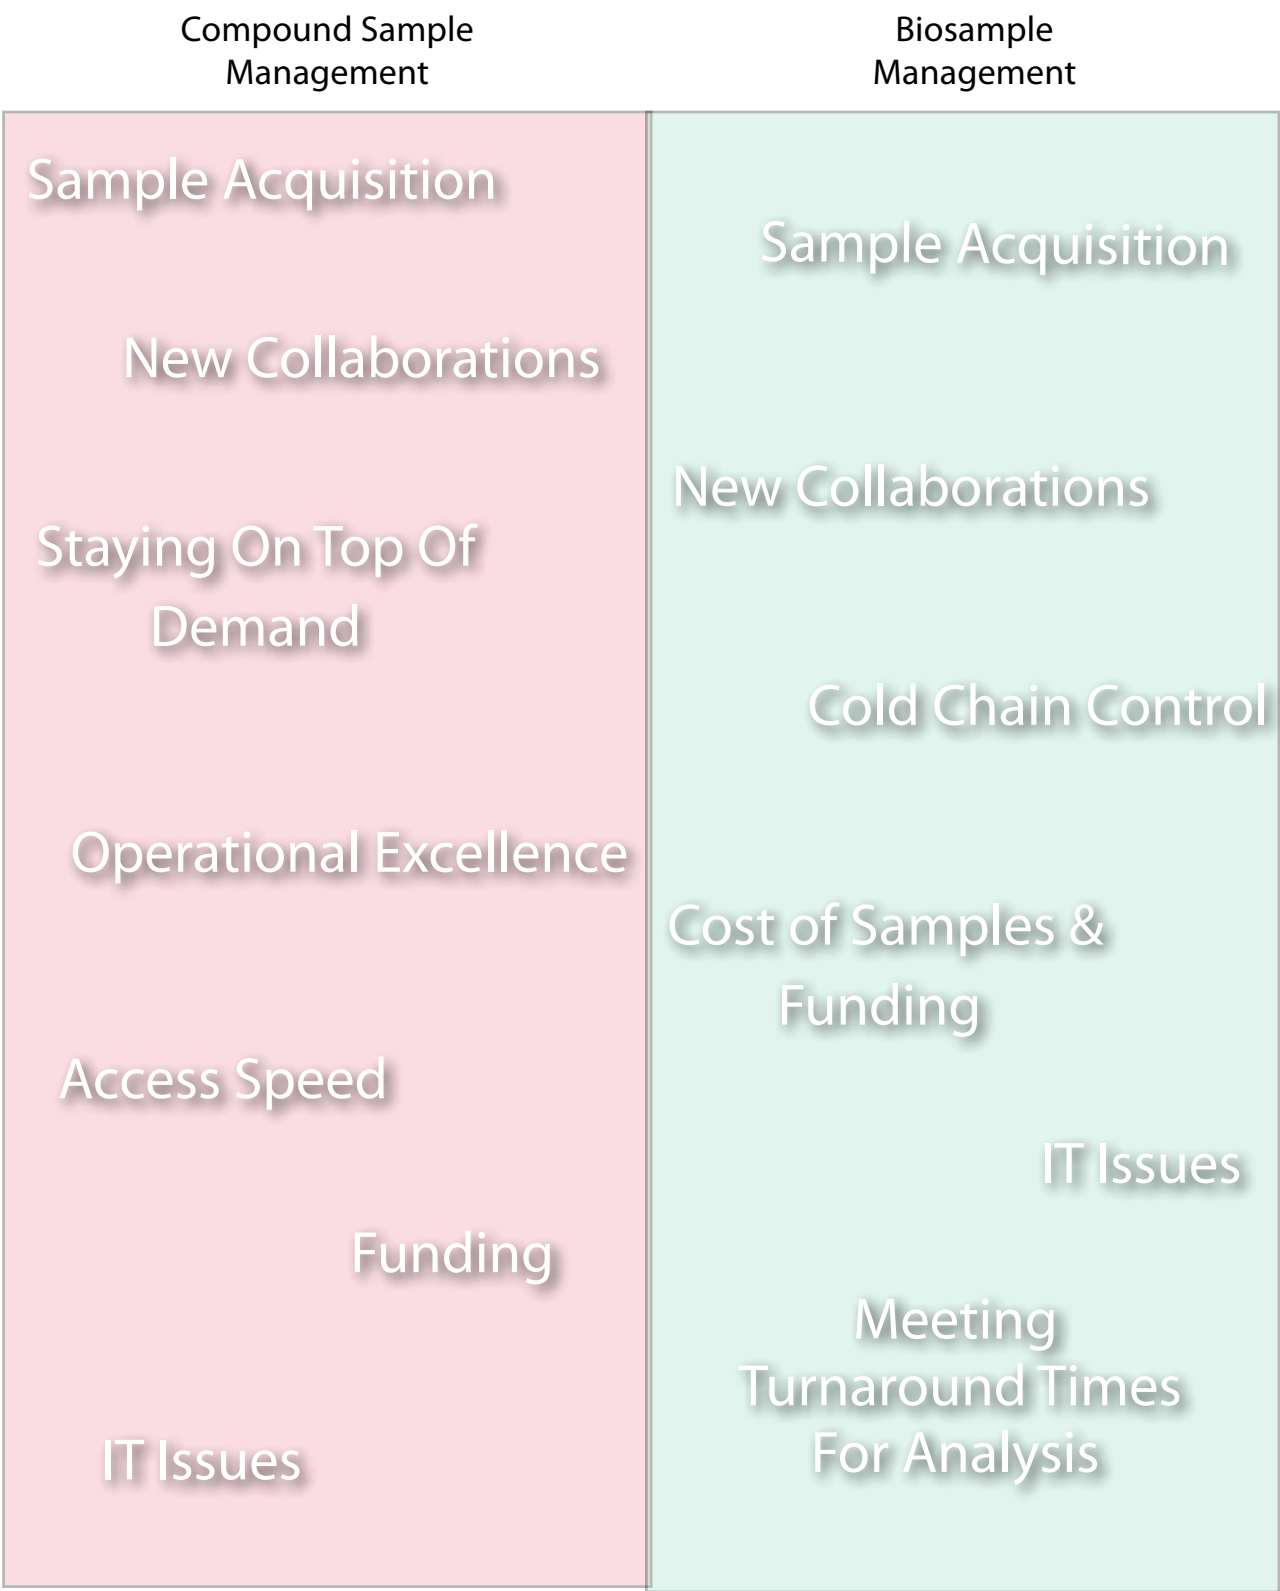 Compound Sample
Management
Sample Acquisition
New Collaborations
Staying On Top Of
Demand
Operational Excellence
Access Speed
Funding
IT Issues
Biosample
Management
Sample Acquisition
New Collaborations
Cold Chain Control
Cost of Samples &
Funding
IT Issues
Meeting
Turnaround Times
For Analysis